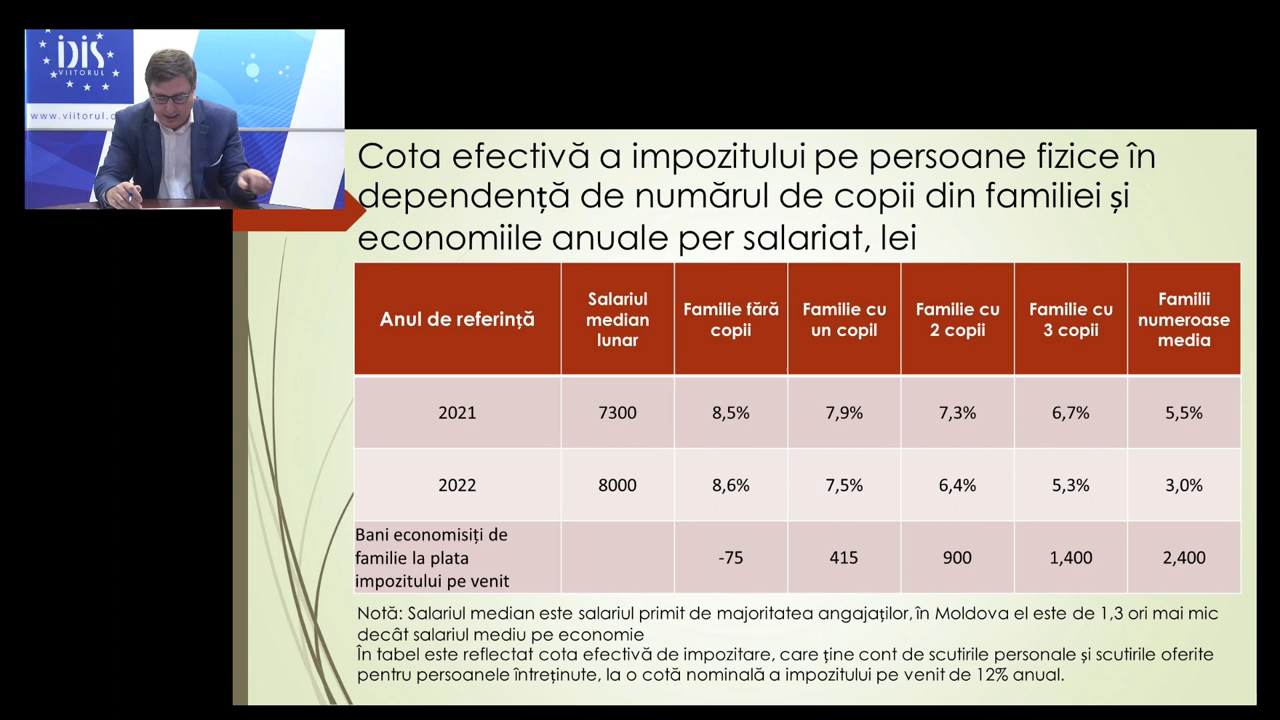 IDIS
VIITORUL
www.viitorul.
Cota efectivă a impozitului pe persoane fizice în
dependență de numărul de copii din familiei și
economiile anuale per salariat, lei
Anul de referință
Salariul
median
lunar
Familie fără
copii
Familie cu
un copil
Familie cu
2 copii
Familie cu
3 copii
Familii
numeroase
media
2021
7300
8,5%
7,9%
7,3%
6,7%
5,5%
2022
8000
8,6%
7,5%
6,4%
5,3%
3,0%
Bani economisiți de
familie la plata
impozitului pe venit
-75
415
900
1,400
2,400
Notă: Salariul median este salariul primit de majoritatea angajaților, în Moldova el este de 1,3 ori mai mic
decât salariul mediu pe economie
În tabel este reflectat cota efectivă de impozitare, care ține cont de scutirile personale și scutirile oferite
pentru persoanele întreținute, la o cotă nominală a impozitului pe venit de 12% anual.